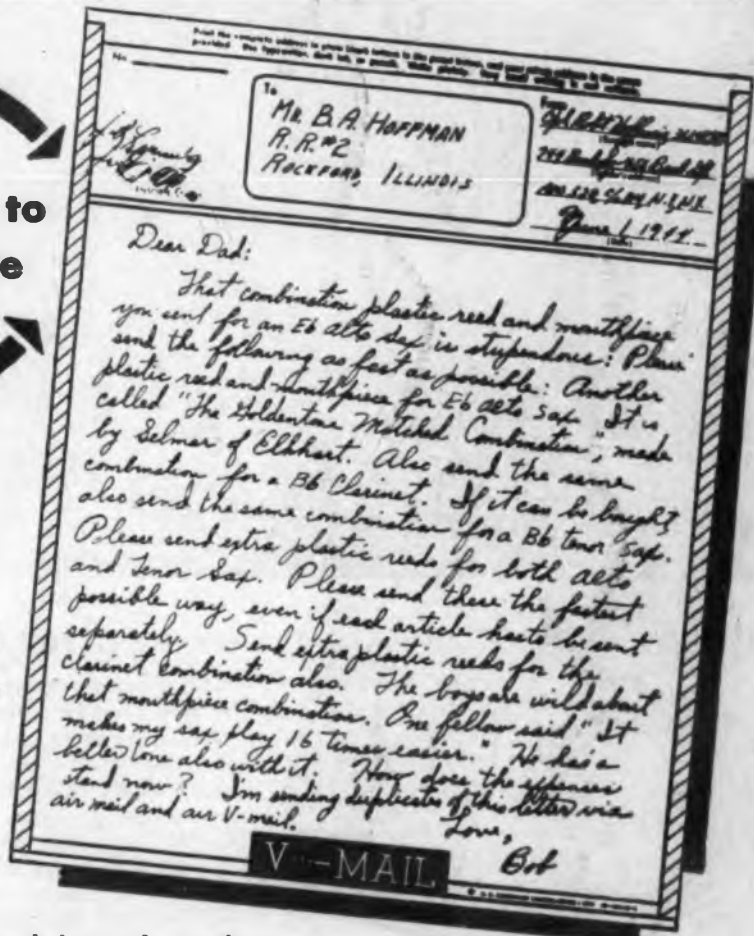 to
e
No.
To
MR. B. A. HOFFMAN
R. R. #2
ROCKFORD, ILLINOIS
June 1, 1944
Dear Dad:
That combination plastic reed and mouthpiece
you sent for an Eb alto sax is stupendous! Please
send the following as fast as possible: Another
plastic reed and mouthpiece for Eb alto sax. It is
called "The Goldentone Matched Combination", made
by Selmer of Elkhart. Also send the same
combination for a Bb Clarinet. If it can be bought,
also send the same combination for a Bb tenor sax.
Please send extra plastic reeds for both alto
and Tenor Sax. Please send these the fastest
possible way, even if each article has to be sent
separately. Send extra plastic reeds for the
clarinet combination also. The boys are wild about
that mouthpiece combination. One fellow said "It
makes my sax play 16 times easier." He has a
better tone also with it. How does the expenses
stand now? I'm sending duplicates of this letter via
air mail and air V-mail.
Love,
Bob
V···-MAIL